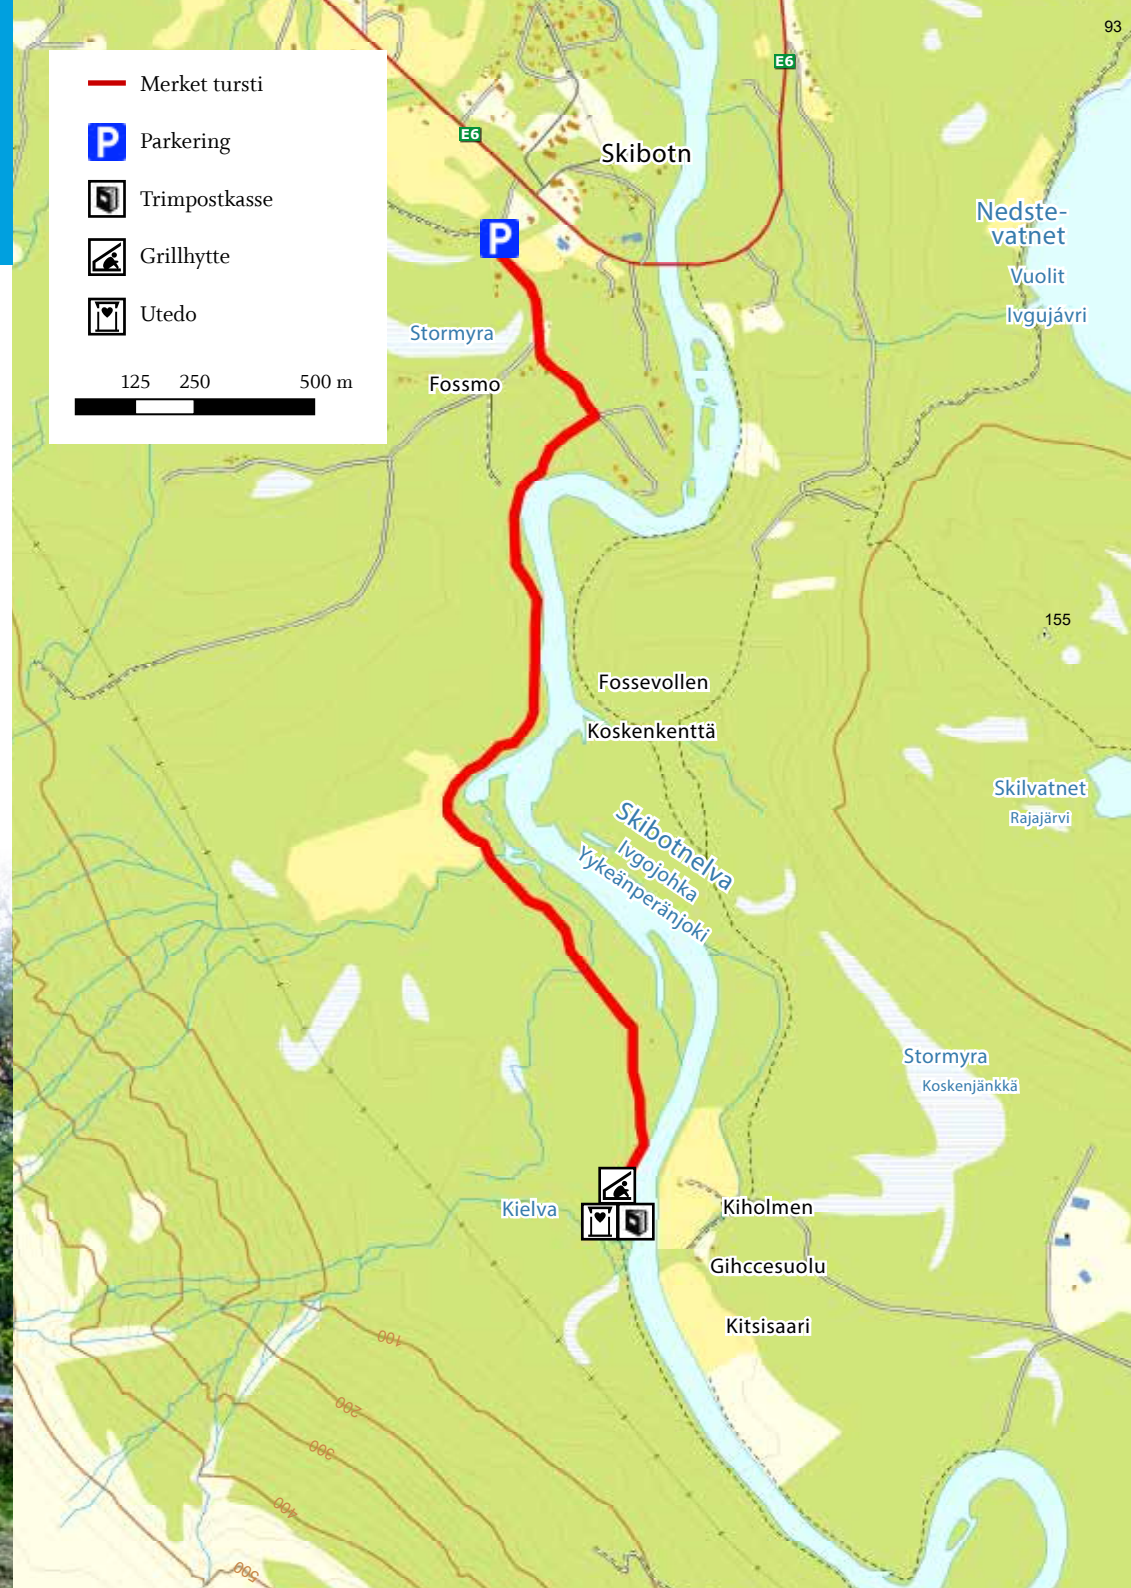 Merket tursti
P Parkering
Trimpostkasse
Grillhytte
Utedo
125 250 500 m
93
E6
E6
Skibotn
P
Nedste-
vatnet
Vuolit
Ivgujávri
Stormyra
Fossmo
155
Fossevollen
Koskenkenttä
Skilvatnet
Rajajärvi
Skibotnelva
Ivgojohka
Yykeänperänjoki
Stormyra
Koskenjänkkä
Kielva
Kiholmen
Gihccesuolu
Kitsisaari
100
200
300
400
500